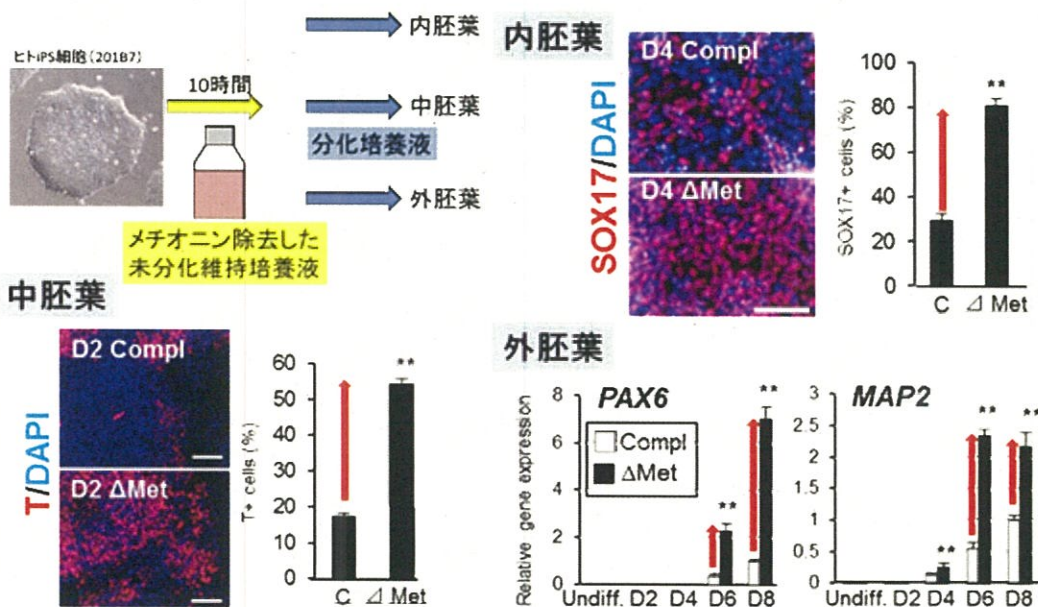 ヒトiPS細胞(201B7)
10時間
内胚葉
中胚葉
分化培養液
外胚葉
メチオニン除去した
未分化維持培養液
内胚葉
SOX17/DAPI
D4 Compl
D4 ΔMet
SOX17+ cells (%)
100
80
60
40
20
0
**
C
⊿ Met
中胚葉
T/DAPI
D2 Compl
D2 ΔMet
T+ cells (%)
60
50
40
30
20
10
0
**
C
⊿ Met
外胚葉
Relative gene expression
PAX6
8
6
4
2
0
Compl
ΔMet
**
**
Undiff. D2 D4 D6 D8
MAP2
3
2.5
2
1.5
1
0.5
0
**
**
**
Undiff. D2 D4 D6 D8